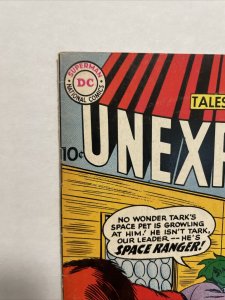 SUPERMAN
DC
NATIONAL COMICS
TALES
10¢
UNEXP
NO WONDER TARK'S
SPACE PET IS GROWLING
AT HIM! HE ISN'T TARK,
OUR LEADER -- HE'S
SPACE RANGER!